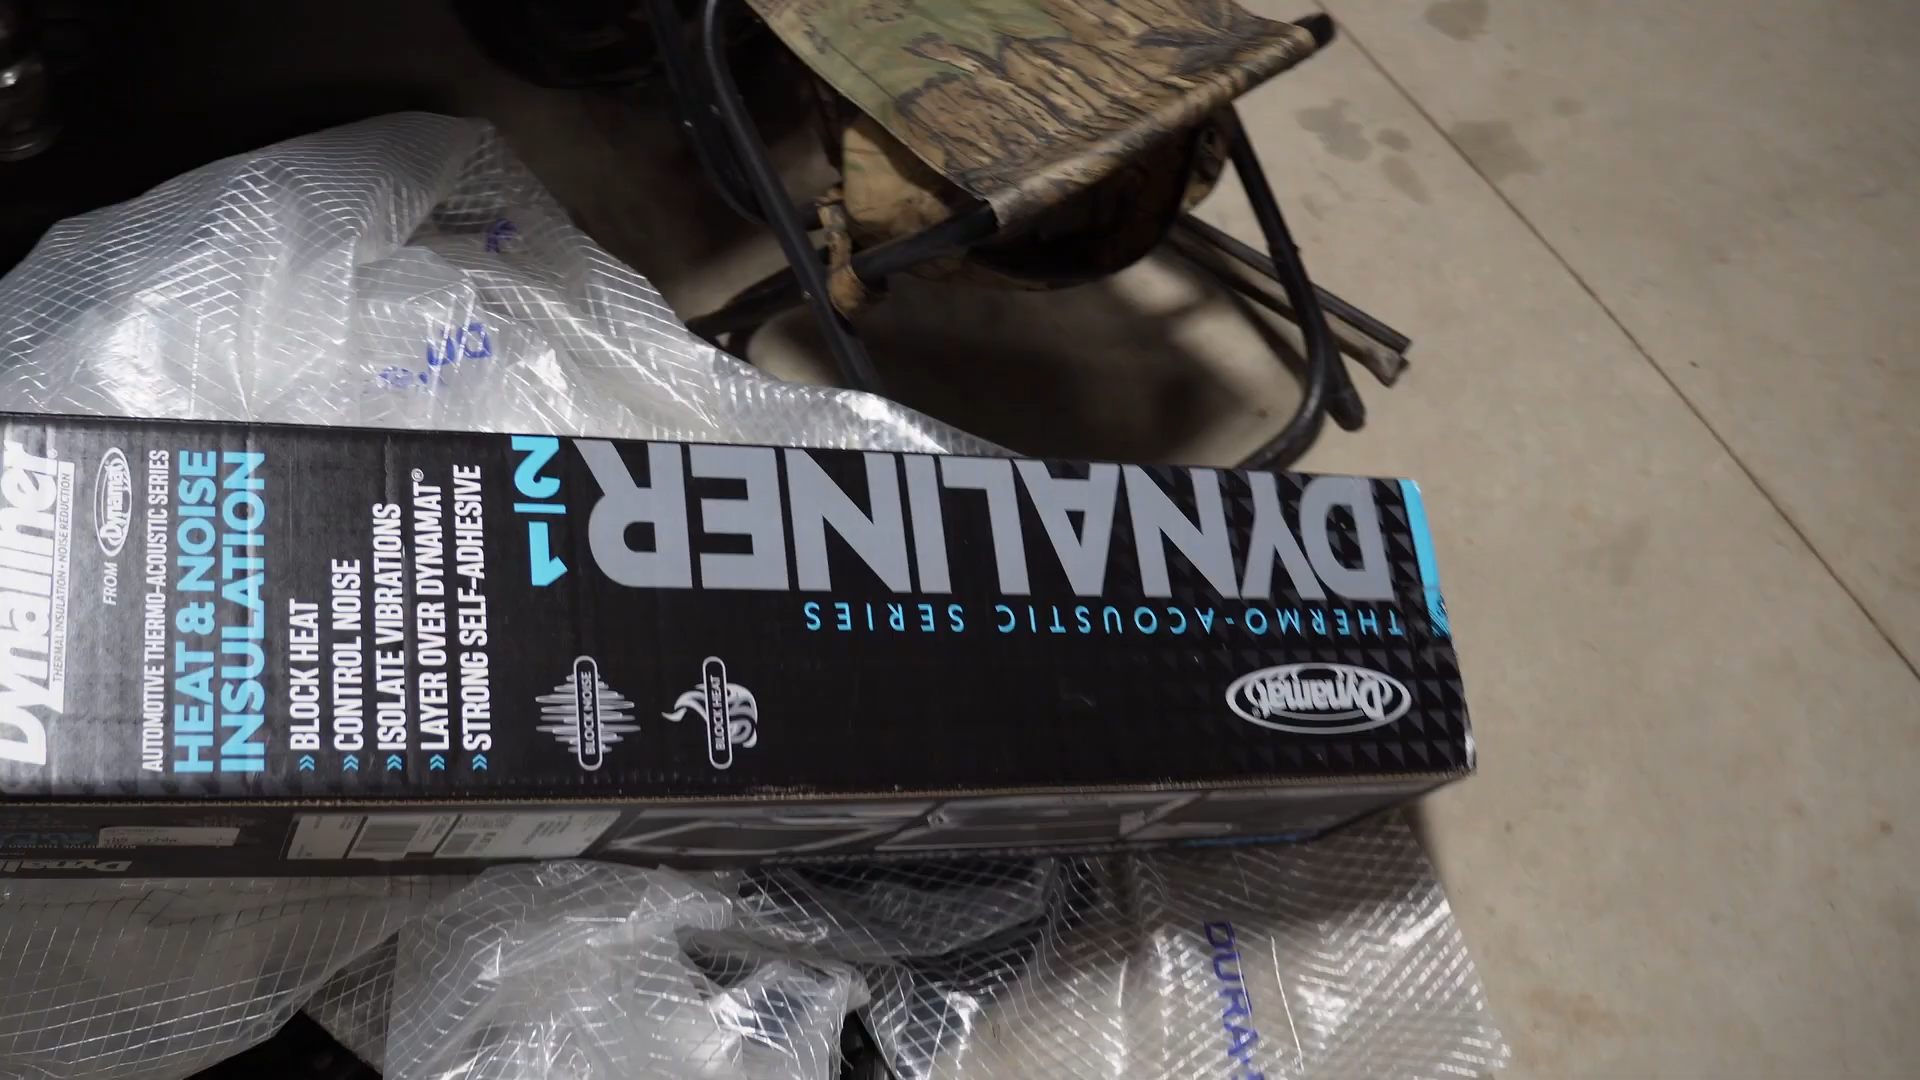 Dynaliner®
THERMAL INSULATION • NOISE REDUCTION
FROM Dynamat®
AUTOMOTIVE THERMO-ACOUSTIC SERIES
HEAT & NOISE
INSULATION
» BLOCK HEAT
» CONTROL NOISE
» ISOLATE VIBRATIONS
» LAYER OVER DYNAMAT®
» STRONG SELF-ADHESIVE
DYNALINER 1/2
THERMO-ACOUSTIC SERIES
BLOCK NOISE
BLOCK HEAT
Dynamat®
DURA